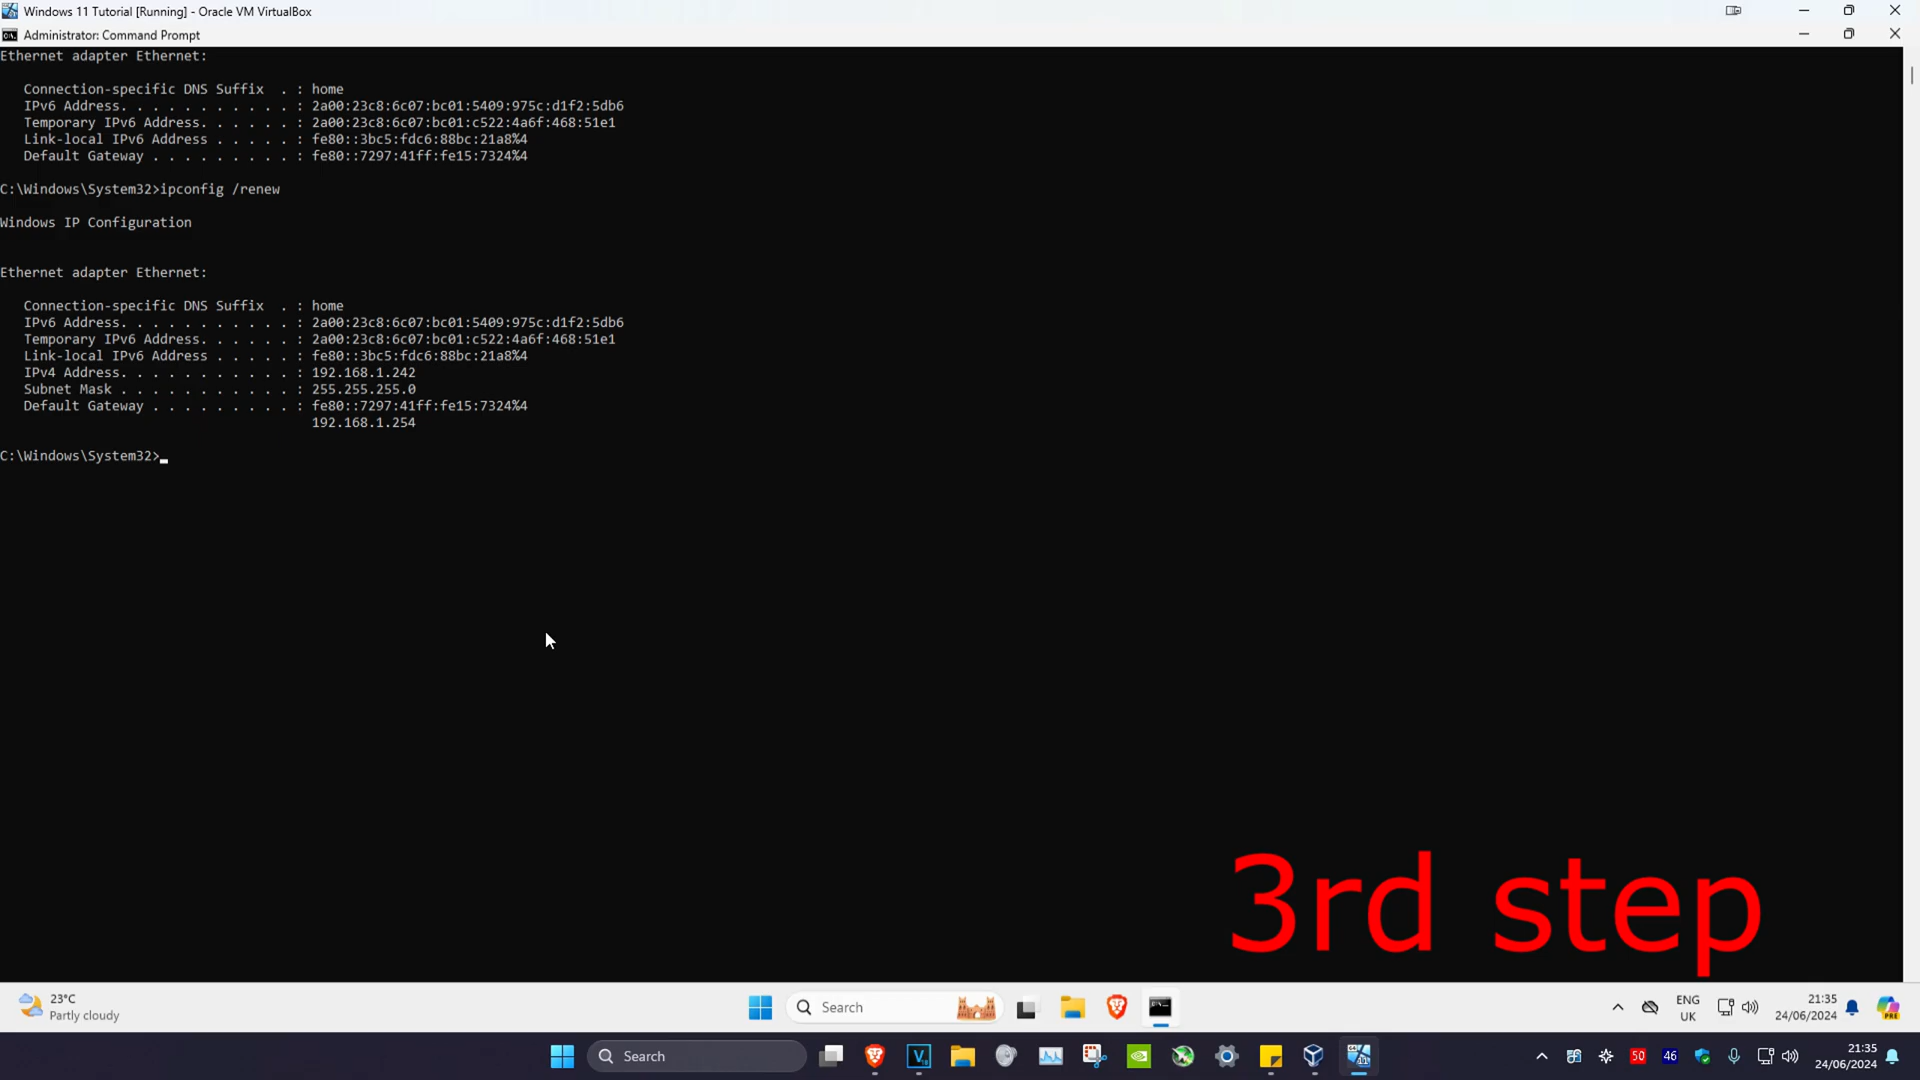 Windows 11 Tutorial [Running] - Oracle VM VirtualBox
Administrator: Command Prompt
Ethernet adapter Ethernet:
Connection-specific DNS Suffix  . : home
IPv6 Address. . . . . . . . . . . : 2a00:23c8:6c07:bc01:5409:975c:d1f2:5db6
Temporary IPv6 Address. . . . . . : 2a00:23c8:6c07:bc01:c522:4a6f:468:51e1
Link-local IPv6 Address . . . . . : fe80::3bc5:fdc6:88bc:21a8%4
Default Gateway . . . . . . . . . : fe80::7297:41ff:fe15:7324%4
C:\Windows\System32>ipconfig /renew
Windows IP Configuration
Ethernet adapter Ethernet:
Connection-specific DNS Suffix  . : home
IPv6 Address. . . . . . . . . . . : 2a00:23c8:6c07:bc01:5409:975c:d1f2:5db6
Temporary IPv6 Address. . . . . . : 2a00:23c8:6c07:bc01:c522:4a6f:468:51e1
Link-local IPv6 Address . . . . . : fe80::3bc5:fdc6:88bc:21a8%4
IPv4 Address. . . . . . . . . . . : 192.168.1.242
Subnet Mask . . . . . . . . . . . : 255.255.255.0
Default Gateway . . . . . . . . . : fe80::7297:41ff:fe15:7324%4
192.168.1.254
C:\Windows\System32>
3rd step
23°C
Partly cloudy
Search
ENG
UK
21:35
24/06/2024
PRE
Search
50
46
21:35
24/06/2024